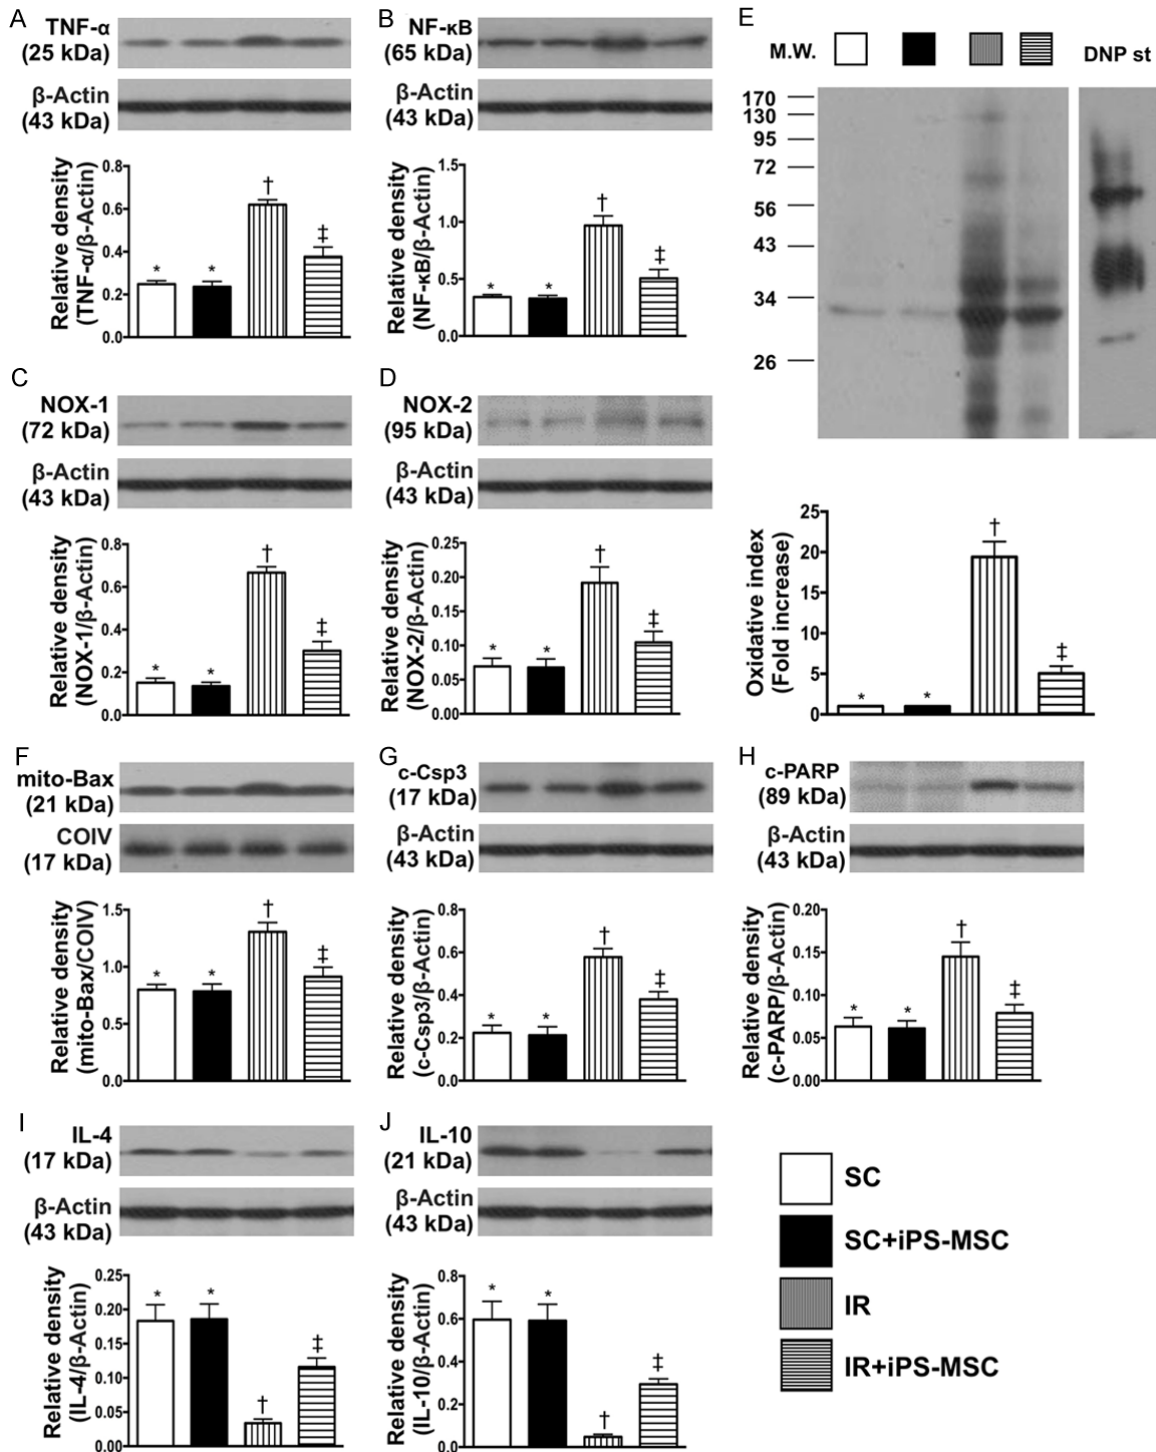 A
TNF-α
(25 kDa)
β-Actin
(43 kDa)
Relative density
(TNF-α/β-Actin)
0.8
0.6
0.4
0.2
0.0
*
*
†
‡
B
NF-κB
(65 kDa)
β-Actin
(43 kDa)
Relative density
(NF-κB/β-Actin)
1.5
1.0
0.5
0.0
*
*
†
‡
E
M.W.
DNP st
170
130
95
72
56
43
34
26
Oxidative index
(Fold increase)
25
20
15
10
5
0
*
*
†
‡
C
NOX-1
(72 kDa)
β-Actin
(43 kDa)
Relative density
(NOX-1/β-Actin)
0.8
0.6
0.4
0.2
0.0
*
*
†
‡
D
NOX-2
(95 kDa)
β-Actin
(43 kDa)
Relative density
(NOX-2/β-Actin)
0.25
0.20
0.15
0.10
0.05
0.00
*
*
†
‡
F
mito-Bax
(21 kDa)
COIV
(17 kDa)
Relative density
(mito-Bax/COIV)
1.5
1.0
0.5
0.0
*
*
†
‡
G
c-Csp3
(17 kDa)
β-Actin
(43 kDa)
Relative density
(c-Csp3/β-Actin)
0.8
0.6
0.4
0.2
0.0
*
*
†
‡
H
c-PARP
(89 kDa)
β-Actin
(43 kDa)
Relative density
(c-PARP/β-Actin)
0.20
0.15
0.10
0.05
0.00
*
*
†
‡
I
IL-4
(17 kDa)
β-Actin
(43 kDa)
Relative density
(IL-4/β-Actin)
0.25
0.20
0.15
0.10
0.05
0.00
*
*
†
‡
J
IL-10
(21 kDa)
β-Actin
(43 kDa)
Relative density
(IL-10/β-Actin)
0.8
0.6
0.4
0.2
0.0
*
*
†
‡
SC
SC+iPS-MSC
IR
IR+iPS-MSC